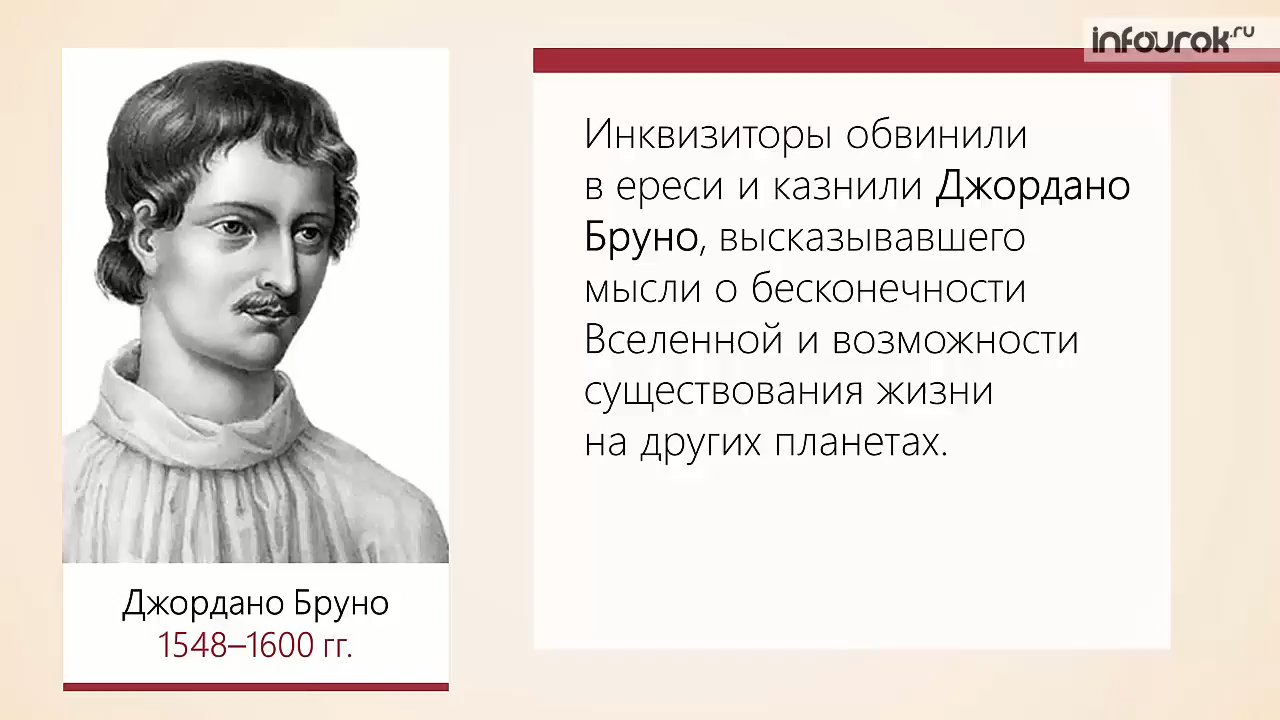 infourok.ru
Инквизиторы обвинили
в ереси и казнили Джордано
Бруно, высказывавшего
мысли о бесконечности
Вселенной и возможности
существования жизни
на других планетах.
Джордано Бруно
1548–1600 гг.